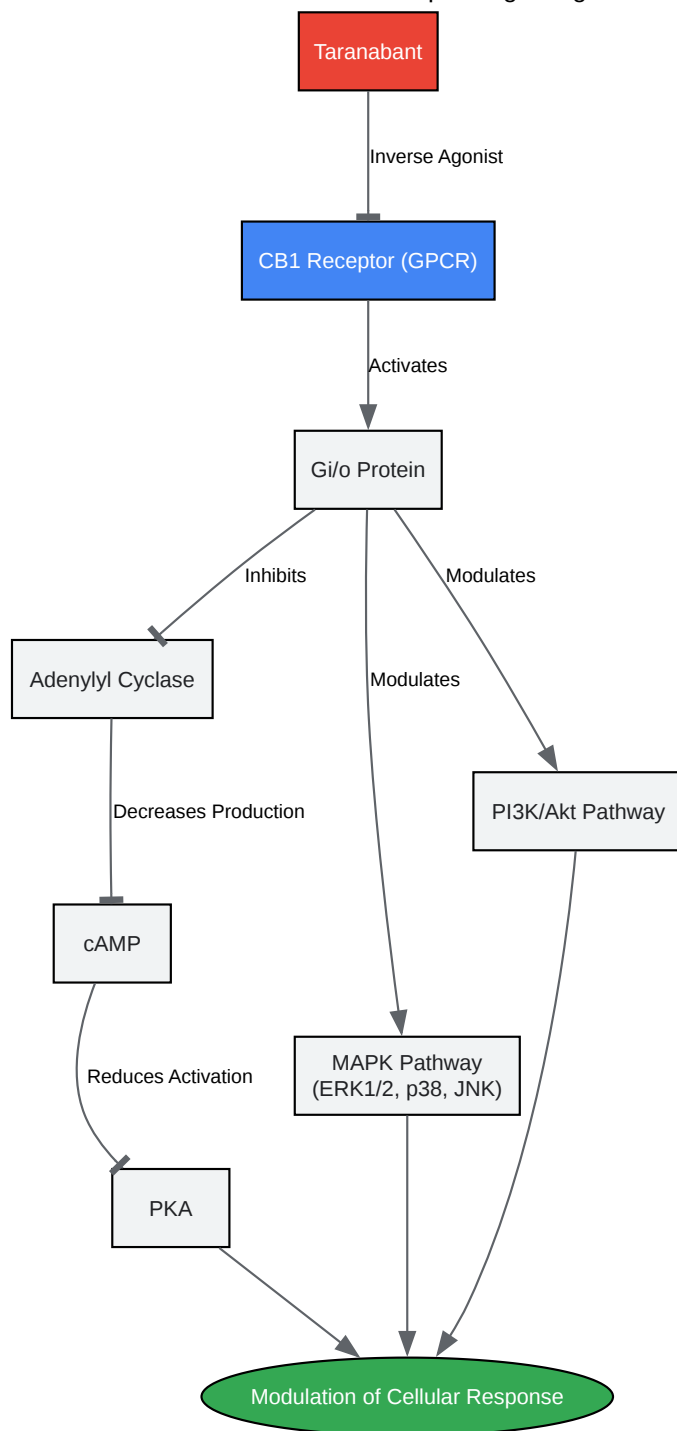 Taranabant
Inverse Agonist
CB1 Receptor (GPCR)
Activates
Gi/o Protein
Inhibits
Modulates
Modulates
Adenylyl Cyclase
PI3K/Akt Pathway
Decreases Production
cAMP
Reduces Activation
MAPK Pathway
(ERK1/2, p38, JNK)
PKA
Modulation of Cellular Response